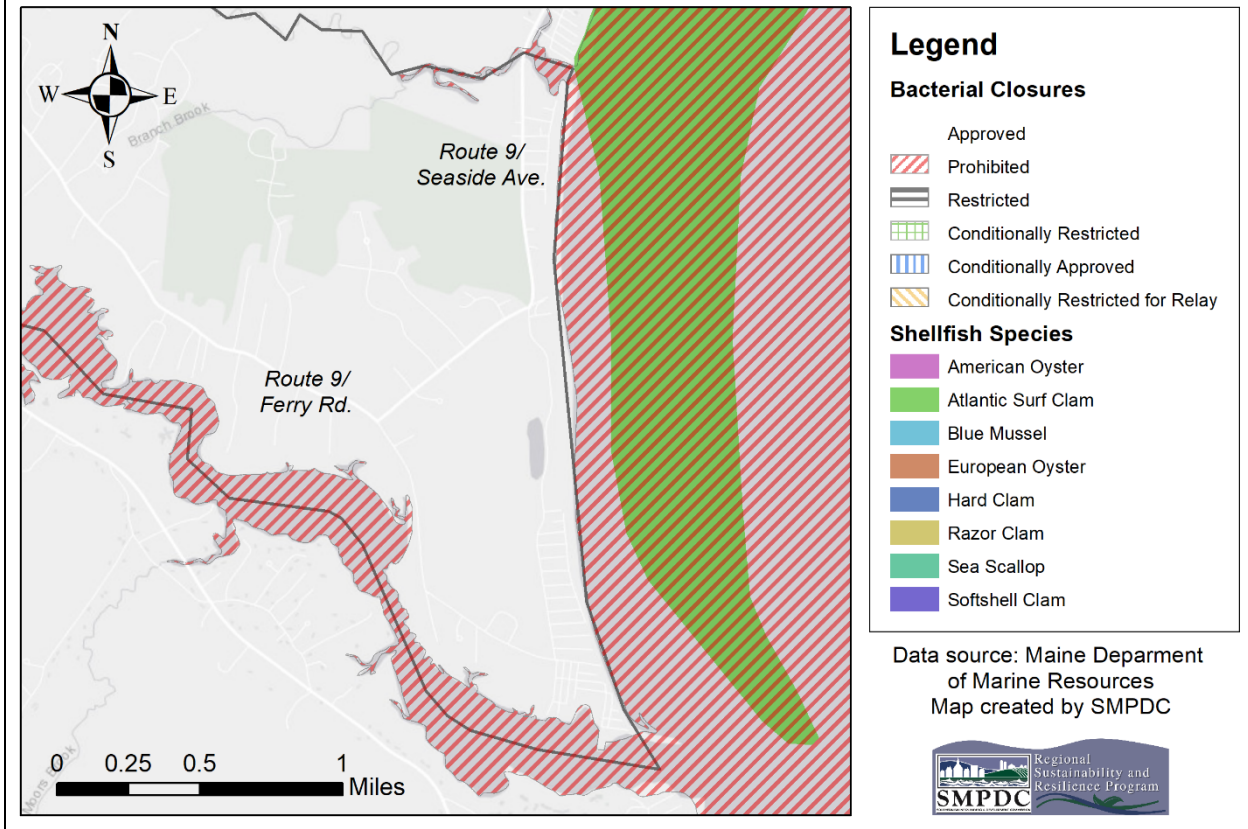 N
W E
S
Branch Brook
Route 9/
Seaside Ave.
Route 9/
Ferry Rd.
Moors Brook
0 0.25 0.5 1
Miles
Legend
Bacterial Closures
Approved
Prohibited
Restricted
Conditionally Restricted
Conditionally Approved
Conditionally Restricted for Relay
Shellfish Species
American Oyster
Atlantic Surf Clam
Blue Mussel
European Oyster
Hard Clam
Razor Clam
Sea Scallop
Softshell Clam
Data source: Maine Deparment
of Marine Resources
Map created by SMPDC
SMPDC
Regional
Sustainability and
Resilience Program